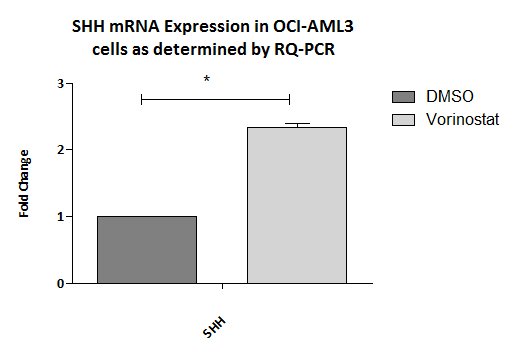 SHH mRNA Expression in OCI-AML3
cells as determined by RQ-PCR
*
3
2
1
0
Fold Change
SHH
DMSO
Vorinostat